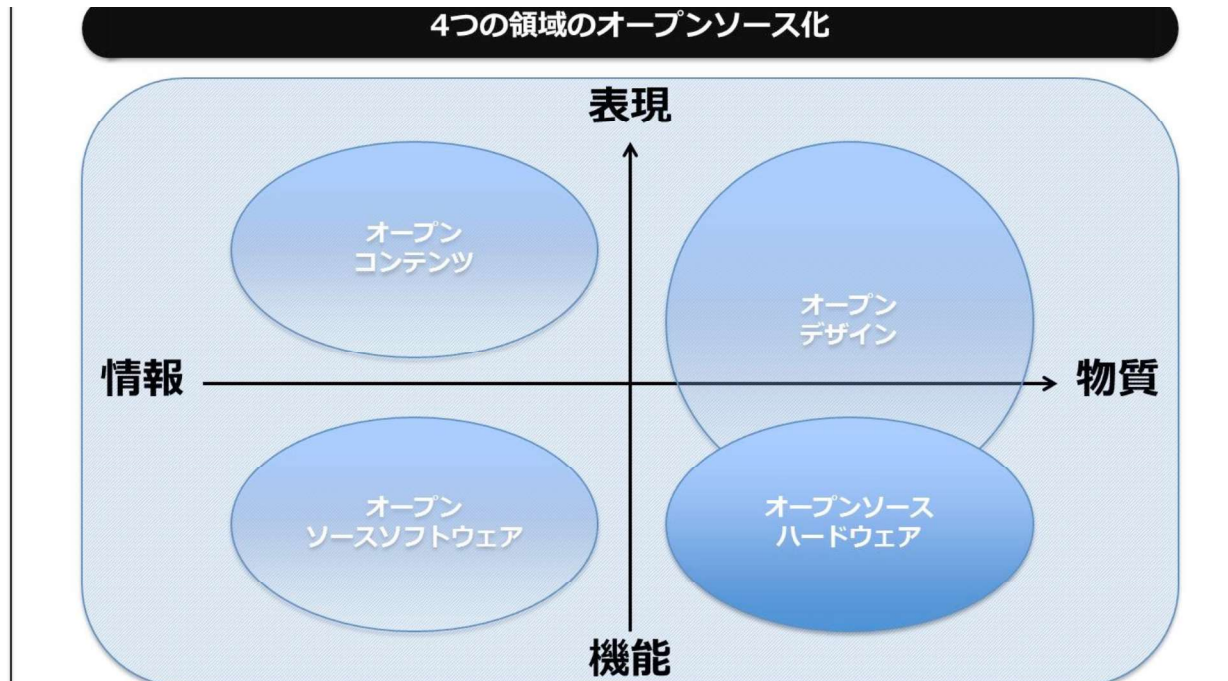 4つの領域のオープンソース化
表現
オープン
コンテンツ
オープン
デザイン
情報
物質
オープン
ソースソフトウェア
オープンソース
ハードウェア
機能